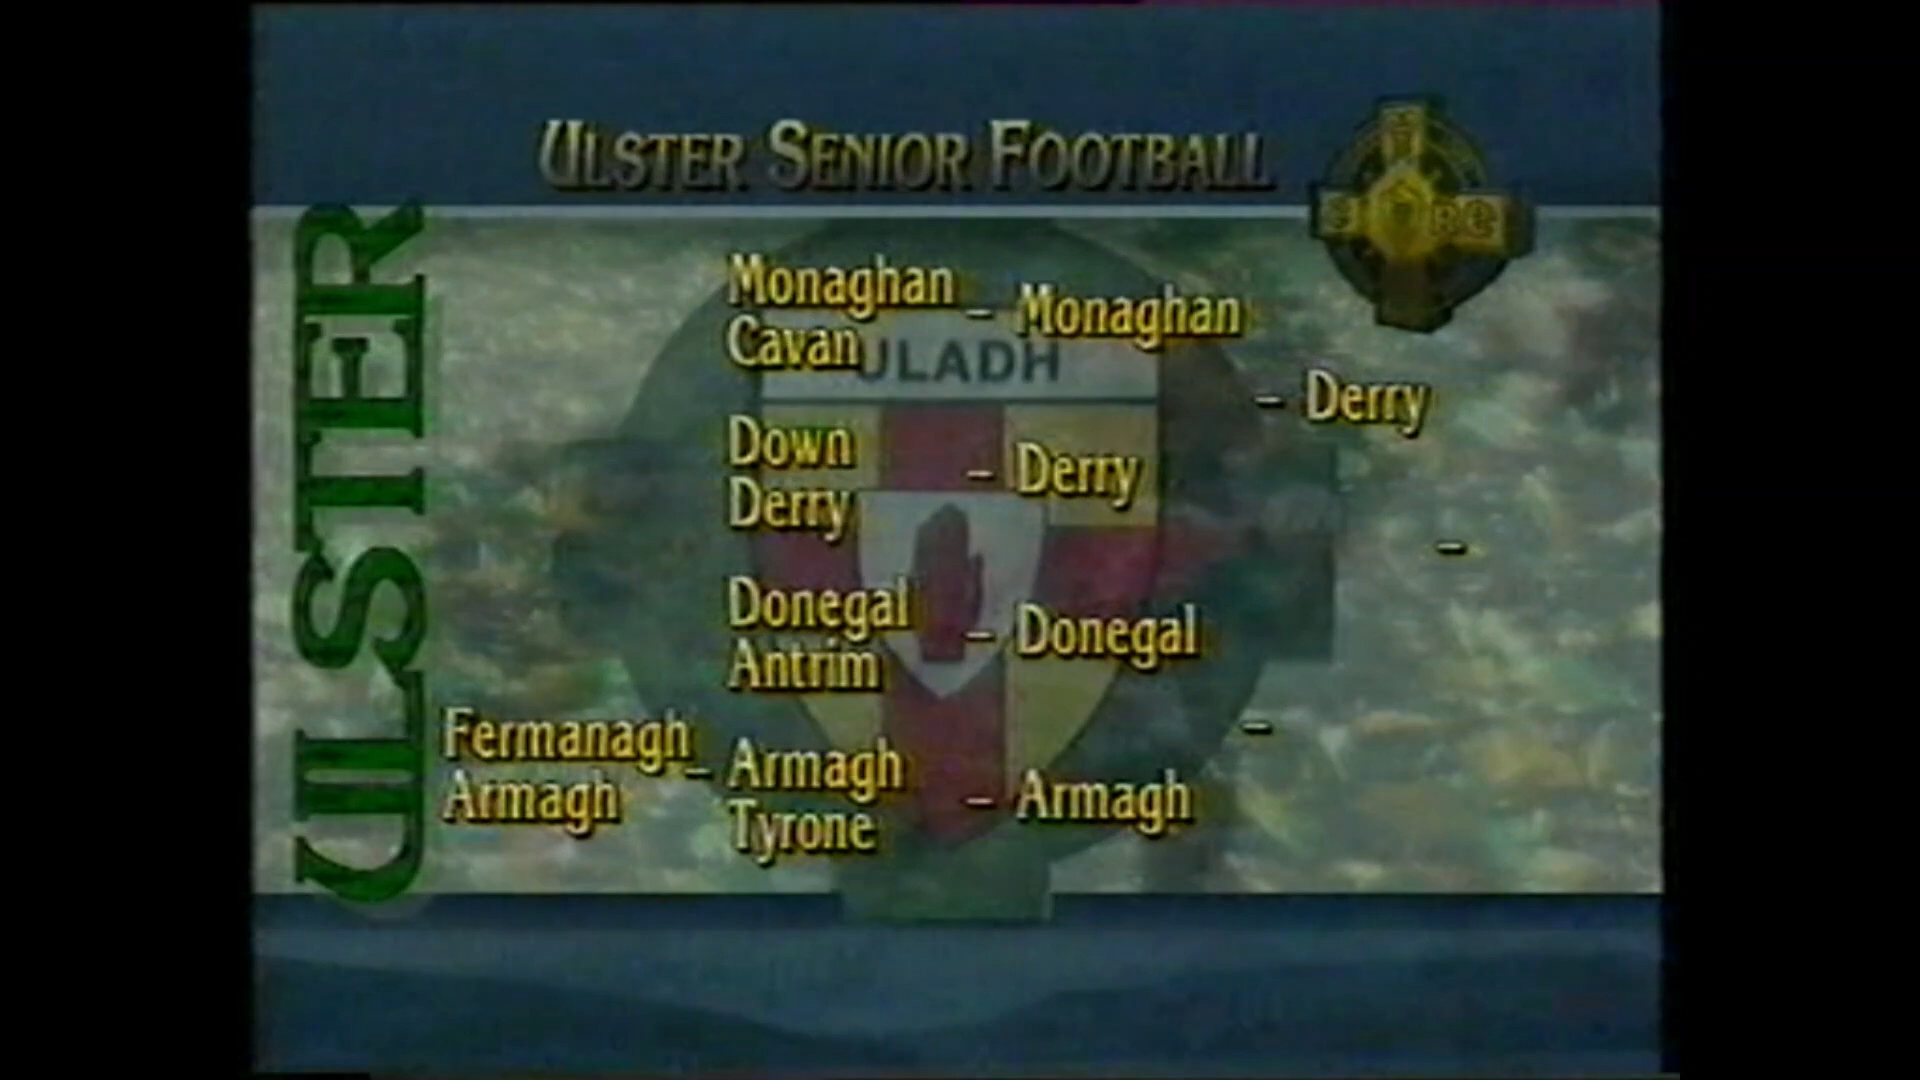 ULSTER SENIOR FOOTBALL
ULSTER
Monaghan
Cavan
– Monaghan
ULADH
– Derry
Down
Derry
– Derry
–
Donegal
Antrim
– Donegal
–
Fermanagh
Armagh
– Armagh
Tyrone
– Armagh